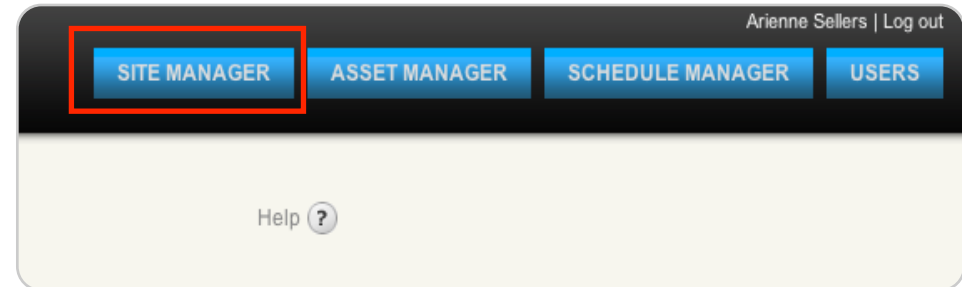 Arienne Sellers | Log out
SITE MANAGER ASSET MANAGER SCHEDULE MANAGER USERS
Help ?